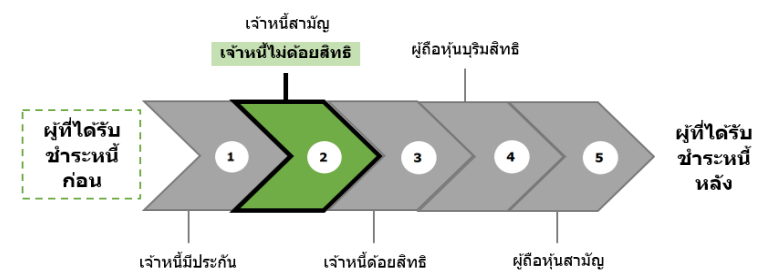 เจ้าหนี้สามัญ
เจ้าหนี้ไม่ด้อยสิทธิ
ผู้ถือหุ้นบุริมสิทธิ
ผู้ที่ได้รับ
ชำระหนี้
ก่อน
1
2
3
4
5
ผู้ที่ได้รับ
ชำระหนี้
หลัง
เจ้าหนี้มีประกัน
เจ้าหนี้ด้อยสิทธิ
ผู้ถือหุ้นสามัญ